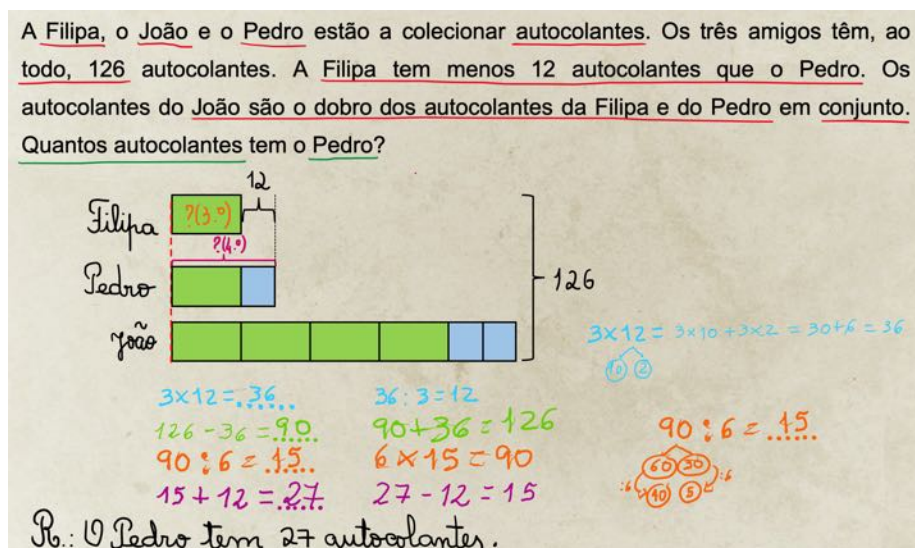 A Filipa, o João e o Pedro estão a colecionar autocolantes. Os três amigos têm, ao
todo, 126 autocolantes. A Filipa tem menos 12 autocolantes que o Pedro. Os
autocolantes do João são o dobro dos autocolantes da Filipa e do Pedro em conjunto.
Quantos autocolantes tem o Pedro?
12
Filipa ?(3.º)
?(4.º)
Pedro
126
João
3×12 = 3×10 + 3×2 = 30+6 = 36
10 2
3×12 = 36 36 : 3 = 12
126 - 36 = 90 90 + 36 = 126
90 : 6 = 15 6 × 15 = 90
15 + 12 = 27 27 - 12 = 15
90 : 6 = 15
60 30
:6 10 5 :6
R.: O Pedro tem 27 autocolantes.